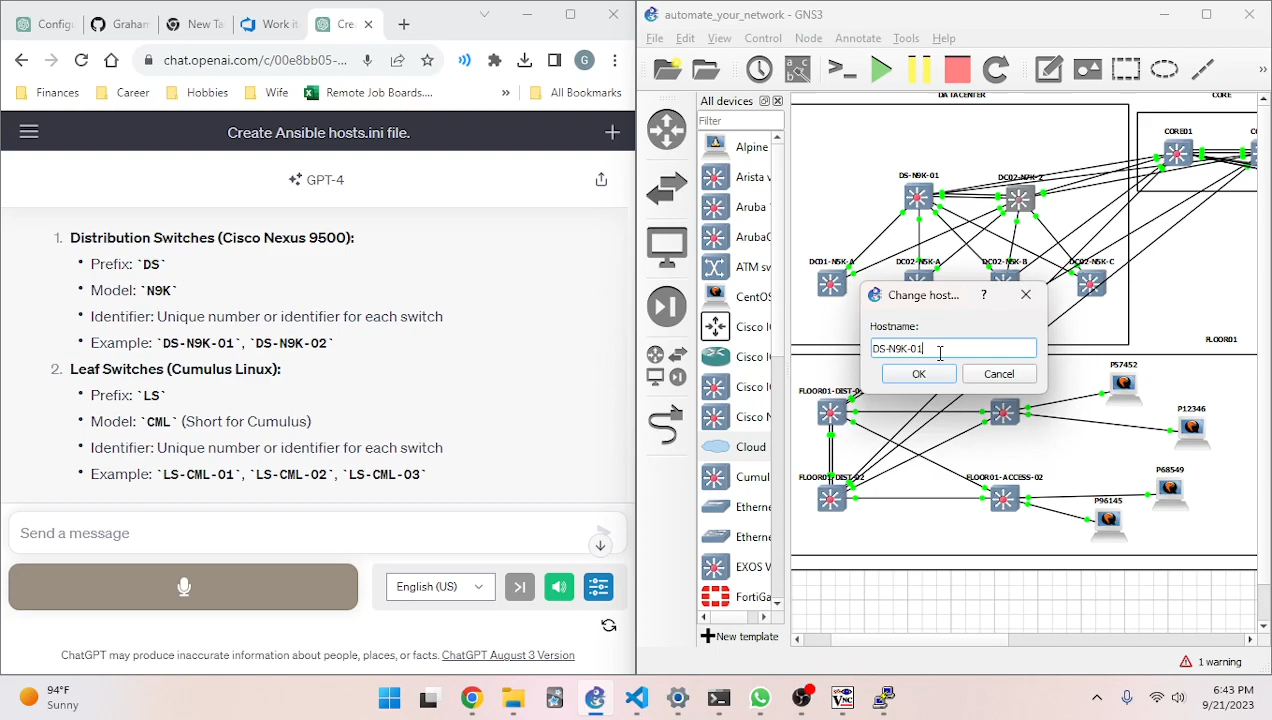 Config
Graham
New Ta
Work it
Cre
automate_your_network - GNS3
chat.openai.com/c/00e8bb05-...
G
File Edit View Control Node Annotate Tools Help
Finances
Career
Hobbies
Wife
Remote Job Boards....
»
All Bookmarks
Create Ansible hosts.ini file.
GPT-4
1. Distribution Switches (Cisco Nexus 9500):
• Prefix: `DS`
• Model: `N9K`
• Identifier: Unique number or identifier for each switch
• Example: `DS-N9K-01`, `DS-N9K-02`
2. Leaf Switches (Cumulus Linux):
• Prefix: `LS`
• Model: `CML` (Short for Cumulus)
• Identifier: Unique number or identifier for each switch
• Example: `LS-CML-01`, `LS-CML-02`, `LS-CML-03`
Send a message
English (US)
ChatGPT may produce inaccurate information about people, places, or facts. ChatGPT August 3 Version
All devices
Filter
Alpine
Arista v
Aruba
ArubaC
ATM sw
CentOS
Cisco I
Cisco I
Cisco I
Cisco N
Cloud
Cumul
Etherne
Etherne
EXOS V
FortiGa
New template
DATACENTER
CORE
CORE01
DS-N9K-01
DC02-N7K-2
DC01-N5K-A
DC02-N5K-A
DC02-N5K-B
DC02-N5K-C
Change host... ?
Hostname:
DS-N9K-01
OK
Cancel
FLOOR01
FLOOR01-DIST-0
P57452
P12346
FLOOR01-DIST-02
FLOOR01-ACCESS-02
P68549
P96145
1 warning
94°F
Sunny
6:43 PM
9/21/2023